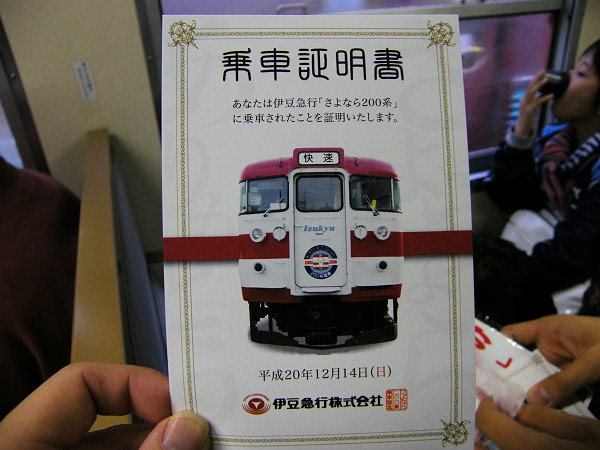 乗車証明書
あなたは伊豆急行「さよなら200系」
に乗車されたことを証明いたします。
快速
Izukyu
平成20年12月14日(日)
伊豆急行株式会社